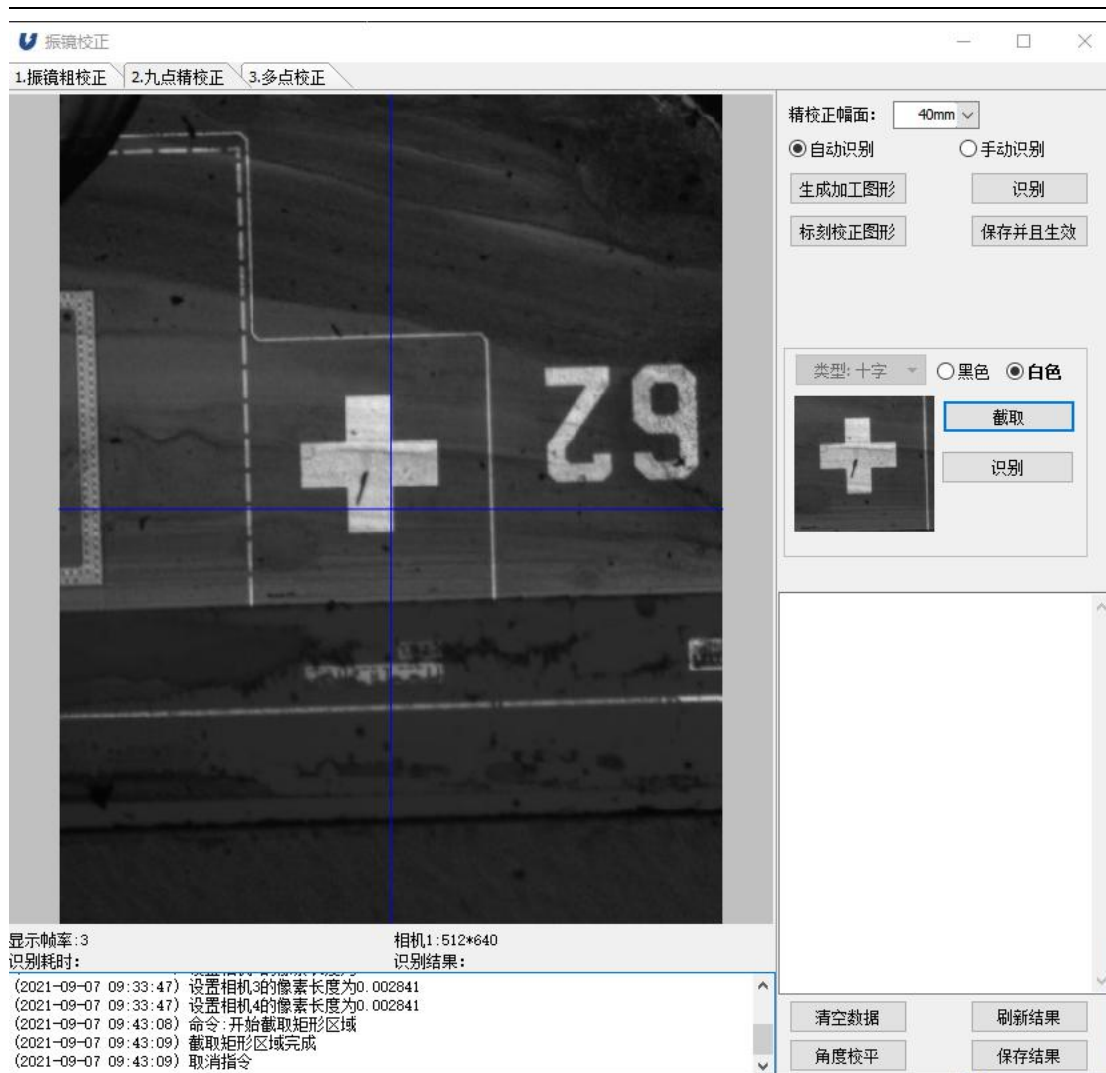 振镜校正
1.振镜粗校正 2.九点精校正 3.多点校正
精校正幅面： 40mm
自动识别 手动识别
生成加工图形 识别
标刻校正图形 保存并且生效
类型:十字 黑色 白色
截取
识别
显示帧率:3 相机1:512*640
识别耗时: 识别结果:
(2021-09-07 09:33:47) 设置相机3的像素长度为0.002841
(2021-09-07 09:33:47) 设置相机4的像素长度为0.002841
(2021-09-07 09:43:08) 命令:开始截取矩形区域
(2021-09-07 09:43:09) 截取矩形区域完成
(2021-09-07 09:43:09) 取消指令
清空数据 刷新结果
角度校平 保存结果